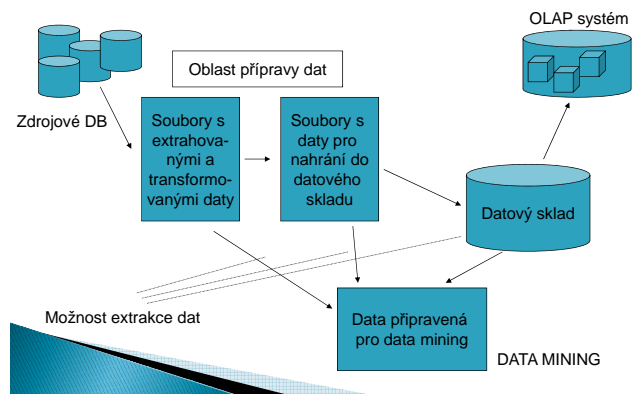 OLAP systém
Oblast přípravy dat
Zdrojové DB
Soubory s
extrahova-
nými a
transformo-
vanými daty
Soubory s
daty pro
nahrání do
datového
skladu
Datový sklad
Možnost extrakce dat
Data připravená
pro data mining
DATA MINING